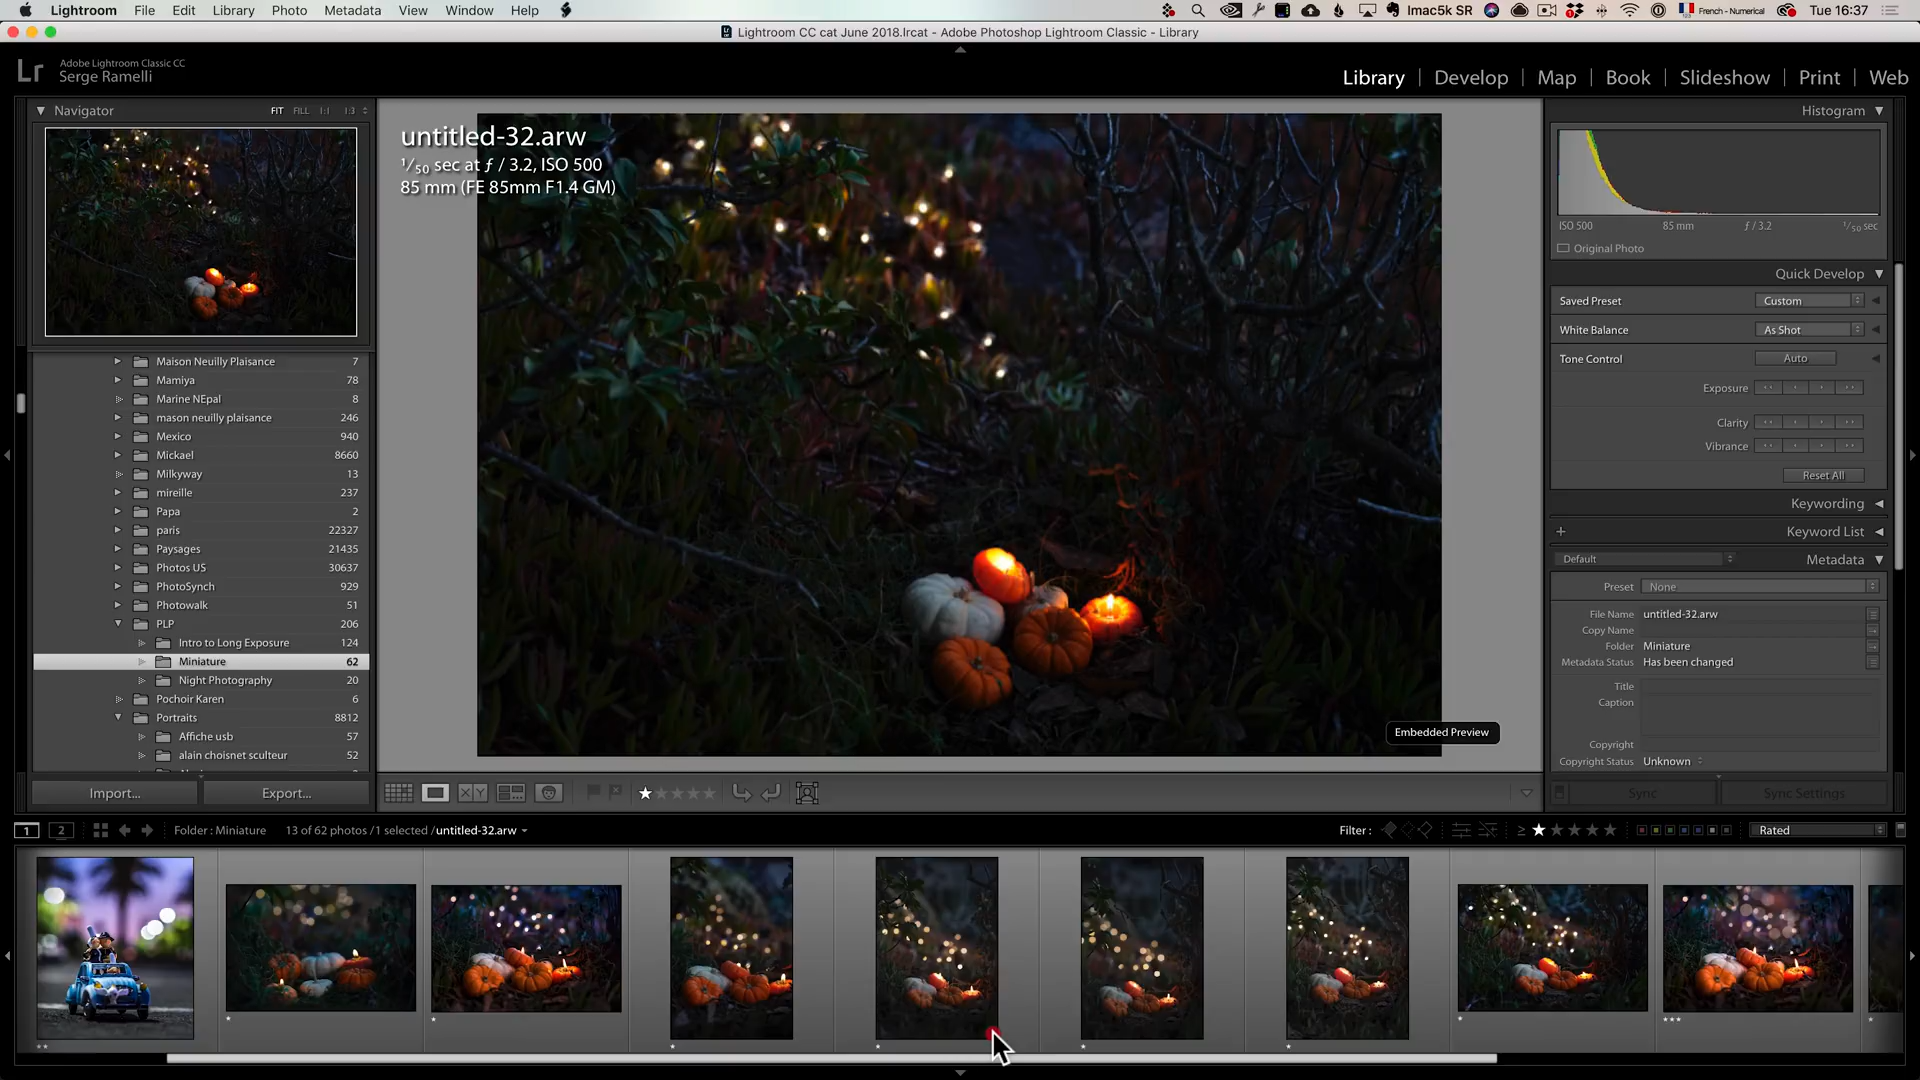 Lightroom File Edit Library Photo Metadata View Window Help Imac5k SR French - Numerical Tue 16:37
Lightroom CC cat June 2018.lrcat - Adobe Photoshop Lightroom Classic - Library
Lr Adobe Lightroom Classic CC
Serge Ramelli
Library | Develop | Map | Book | Slideshow | Print | Web
Navigator FIT FILL 1:1 1:3
Maison Neuilly Plaisance 7
Mamiya 78
Marine NEpal 8
mason neuilly plaisance 246
Mexico 940
Mickael 8660
Milkyway 13
mireille 237
Papa 2
paris 22327
Paysages 21435
Photos US 30637
PhotoSynch 929
Photowalk 51
PLP 206
Intro to Long Exposure 124
Miniature 62
Night Photography 20
Pochoir Karen 6
Portraits 8812
Affiche usb 57
alain choisnet sculteur 52
Import... Export...
untitled-32.arw
1/50 sec at ƒ / 3.2, ISO 500
85 mm (FE 85mm F1.4 GM)
Embedded Preview
XY
Histogram
ISO 500 85 mm ƒ / 3.2 1/50 sec
Original Photo
Quick Develop
Saved Preset Custom
White Balance As Shot
Tone Control Auto
Exposure
Clarity
Vibrance
Reset All
Keywording
+ Keyword List
Default Metadata
Preset None
File Name untitled-32.arw
Copy Name
Folder Miniature
Metadata Status Has been changed
Title
Caption
Copyright
Copyright Status Unknown
Sync Sync Settings
1 2 Folder : Miniature 13 of 62 photos / 1 selected / untitled-32.arw Filter : ≥ Rated